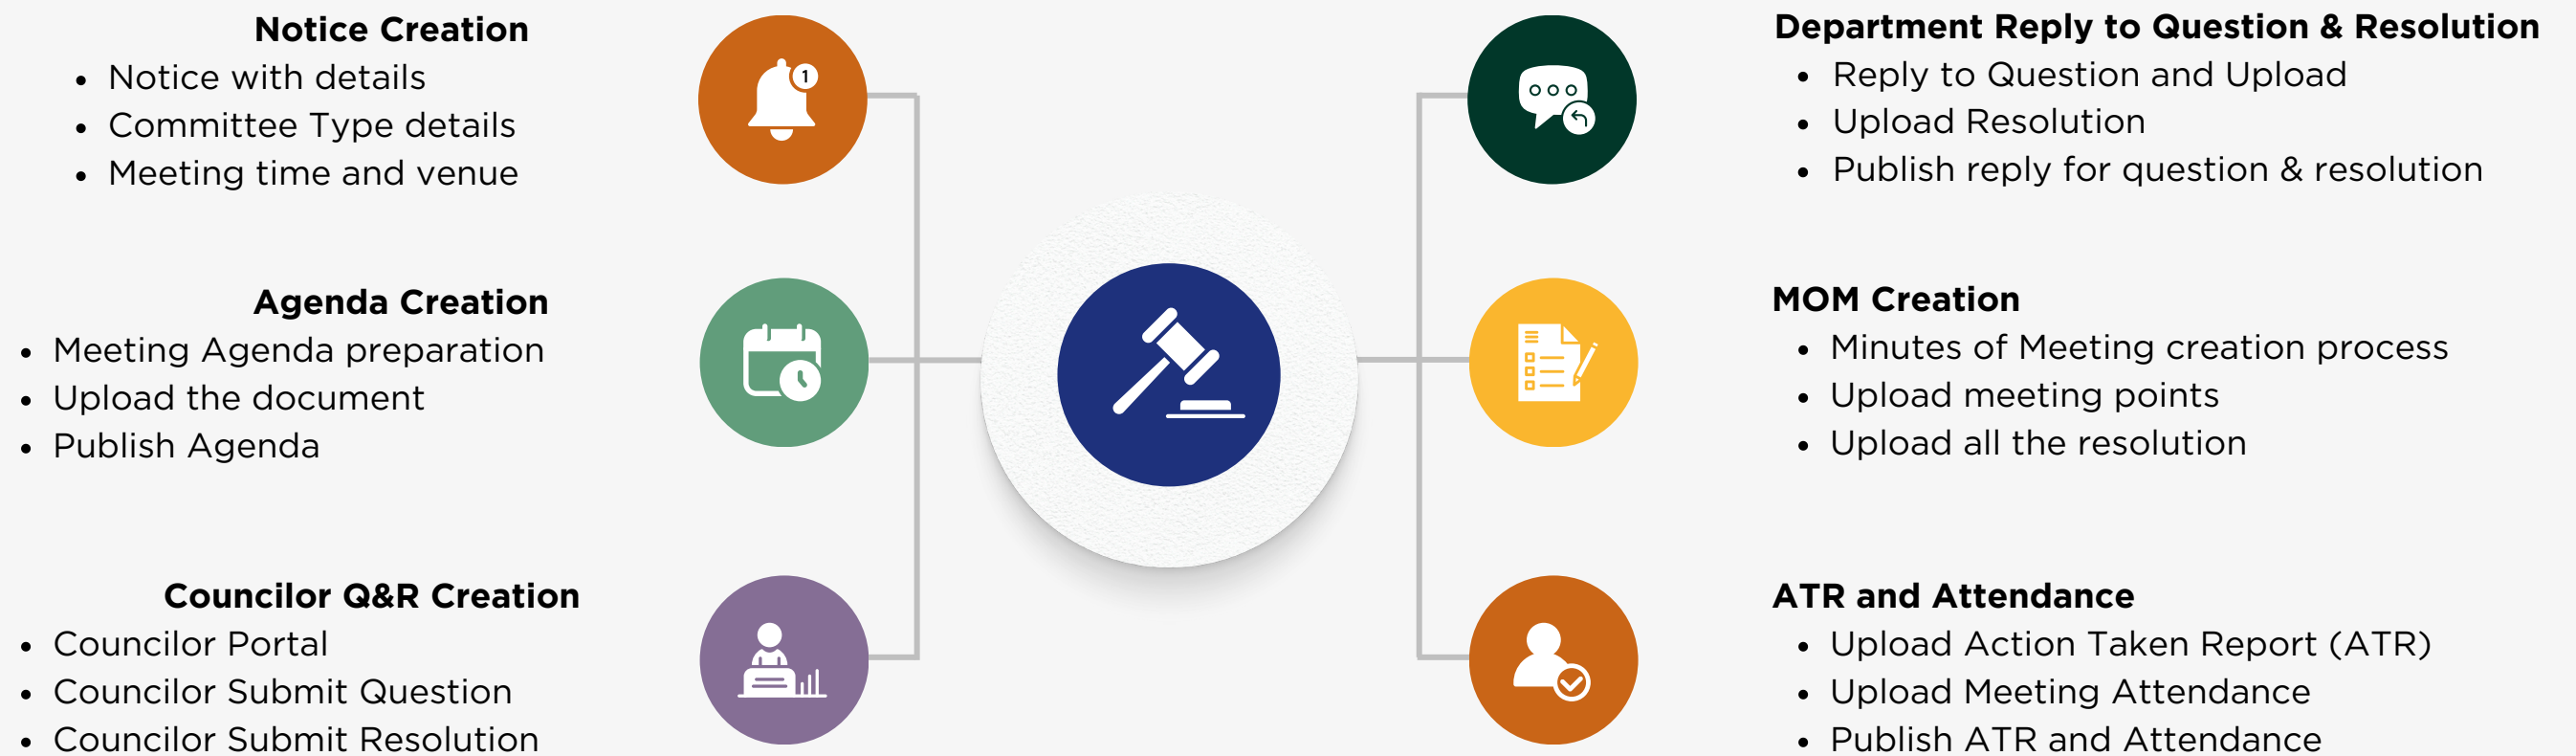 Notice Creation
• Notice with details
• Committee Type details
• Meeting time and venue
Agenda Creation
• Meeting Agenda preparation
• Upload the document
• Publish Agenda
Councilor Q&R Creation
• Councilor Portal
• Councilor Submit Question
• Councilor Submit Resolution
1
Department Reply to Question & Resolution
• Reply to Question and Upload
• Upload Resolution
• Publish reply for question & resolution
MOM Creation
• Minutes of Meeting creation process
• Upload meeting points
• Upload all the resolution
ATR and Attendance
• Upload Action Taken Report (ATR)
• Upload Meeting Attendance
• Publish ATR and Attendance